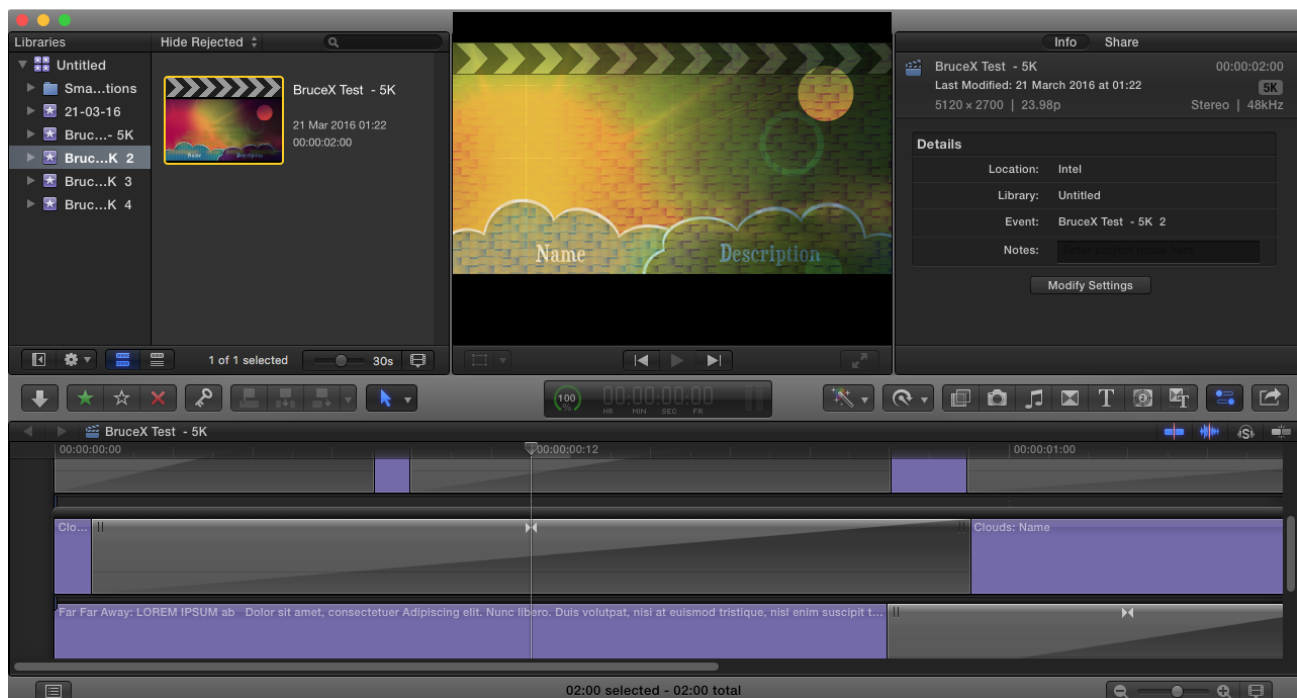 Libraries
Hide Rejected
Info Share
Untitled
Sma...tions
21-03-16
Bruc...- 5K
Bruc...K 2
Bruc...K 3
Bruc...K 4
BruceX Test - 5K
21 Mar 2016 01:22
00:00:02:00
Name Description
BruceX Test - 5K 00:00:02:00
Last Modified: 21 March 2016 at 01:22 5K
5120 × 2700 | 23.98p Stereo | 48kHz
Details
Location: Intel
Library: Untitled
Event: BruceX Test - 5K 2
Notes:
Modify Settings
1 of 1 selected 30s
100 % 00:00:00:00
HR MIN SEC FR
BruceX Test - 5K
00:00:00:00 00:00:00:12 00:00:01:00
Clo... Clouds: Name
Far Far Away: LOREM IPSUM ab Dolor sit amet, consectetuer Adipiscing elit. Nunc libero. Duis volutpat, nisi at euismod tristique, nisl enim suscipit t...
02:00 selected - 02:00 total